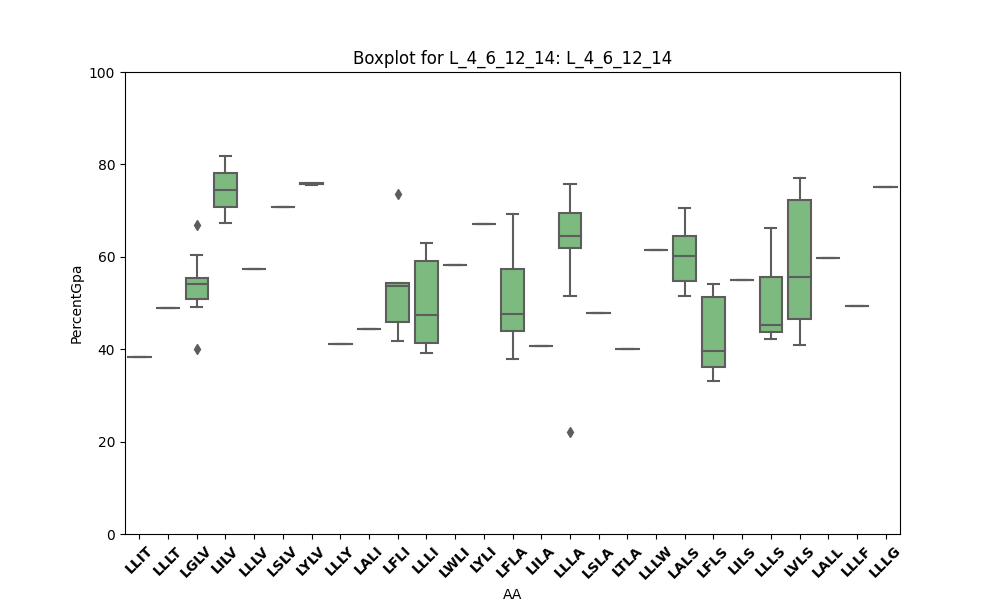 Boxplot for L_4_6_12_14: L_4_6_12_14
100
80
60
40
20
0
PercentGpa
LLIT LLLT LGLV LILV LLLV LSLV LYLV LLLY LALI LFLI LLLI LWLI LYLI LFLA LILA LLLA LSLA LTLA LLLW LALS LFLS LILS LLLS LVLS LALL LLLF LLLG
AA